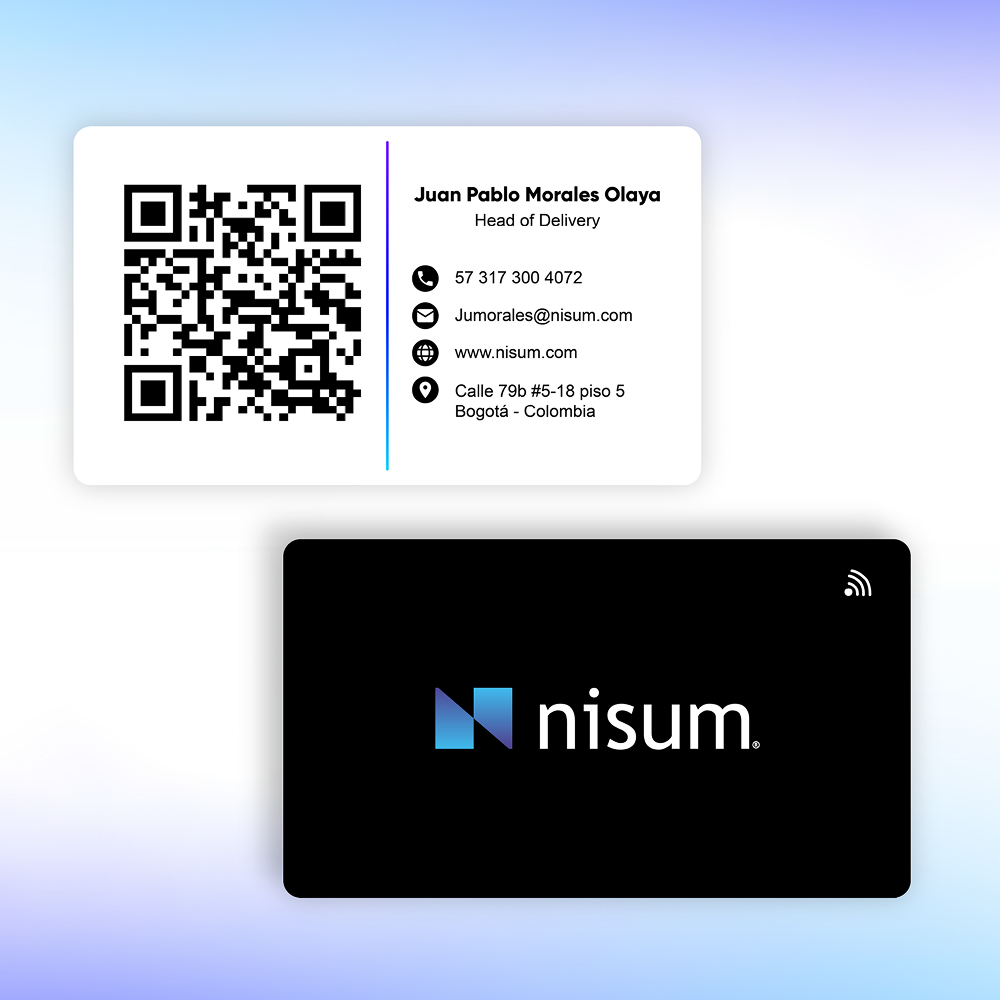 Juan Pablo Morales Olaya
Head of Delivery
57 317 300 4072
Jumorales@nisum.com
www.nisum.com
Calle 79b #5-18 piso 5
Bogotá - Colombia
nisum®